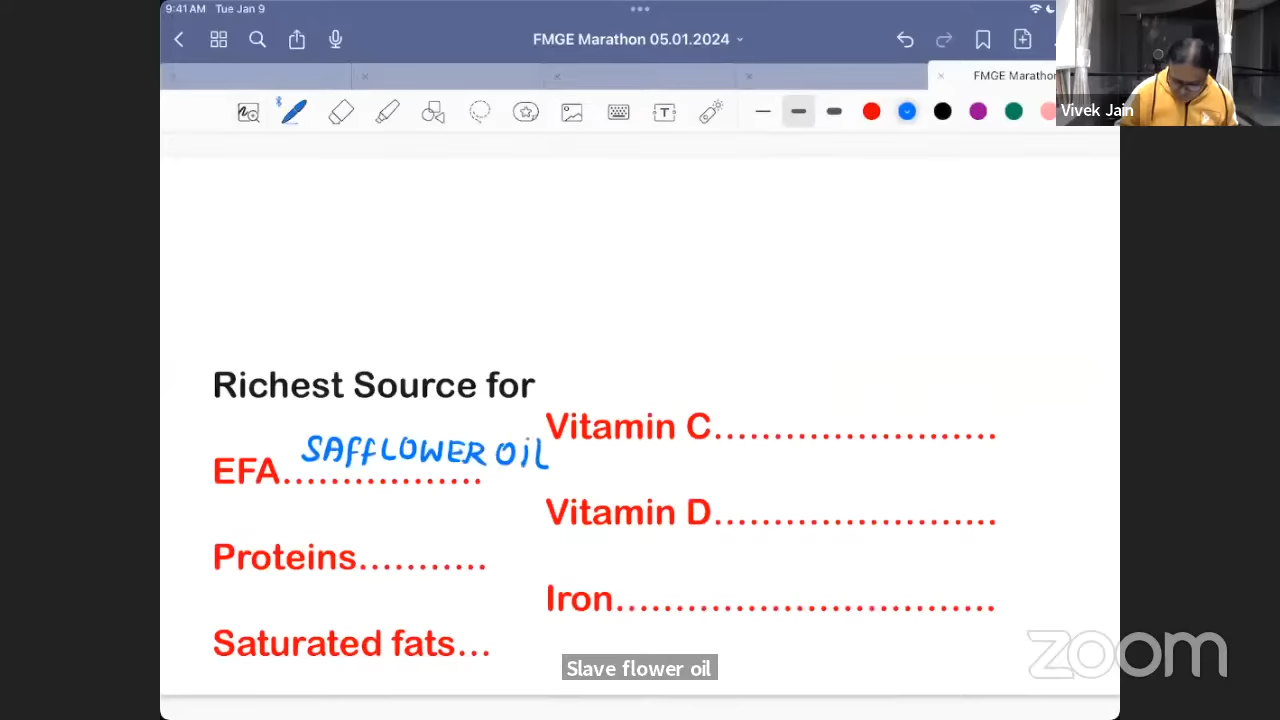 9:41 AM Tue Jan 9
FMGE Marathon 05.01.2024
FMGE Marathon
Vivek Jain
Richest Source for
Vitamin C........................
SAFFLOWER OIL
EFA.................
Vitamin D........................
Proteins...........
Iron................................
Saturated fats...
Slave flower oil
zoom